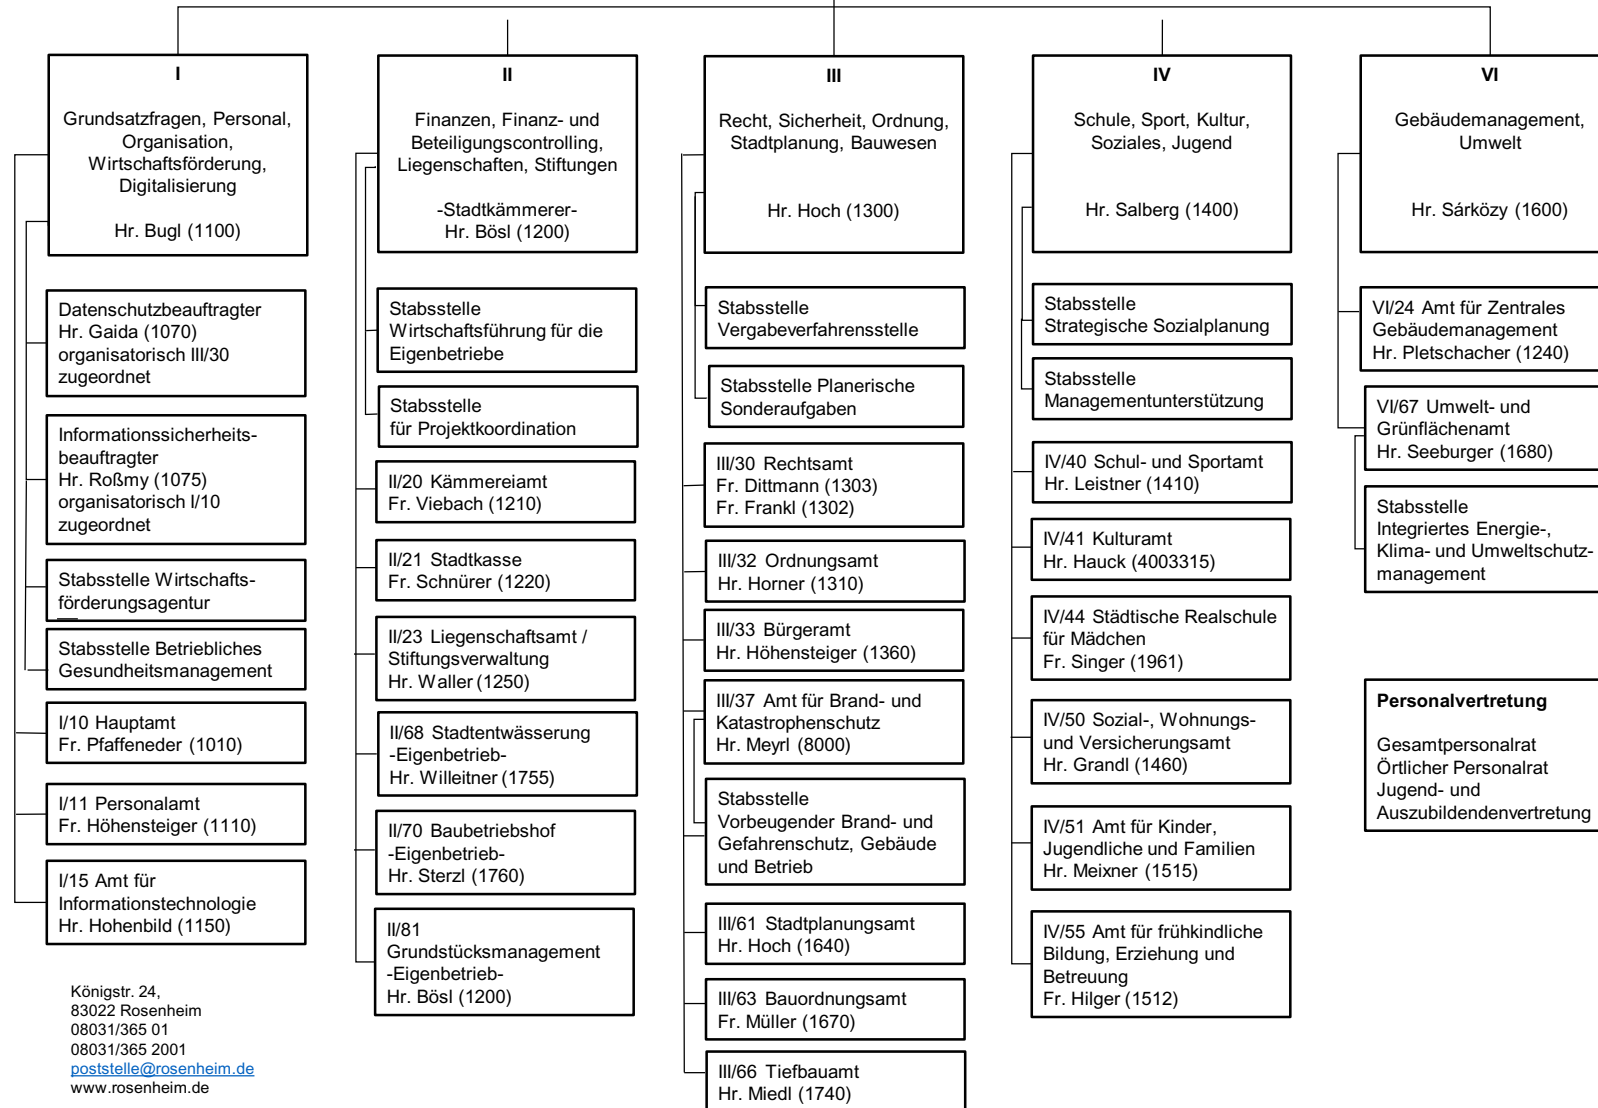 I
Grundsatzfragen, Personal,
Organisation,
Wirtschaftsförderung,
Digitalisierung
Hr. Bugl (1100)
Datenschutzbeauftragter
Hr. Gaida (1070)
organisatorisch III/30
zugeordnet
Informationssicherheits-
beauftragter
Hr. Roßmy (1075)
organisatorisch I/10
zugeordnet
Stabsstelle Wirtschafts-
förderungsagentur
Stabsstelle Betriebliches
Gesundheitsmanagement
I/10 Hauptamt
Fr. Pfaffeneder (1010)
I/11 Personalamt
Fr. Höhensteiger (1110)
I/15 Amt für
Informationstechnologie
Hr. Hohenbild (1150)
Königstr. 24,
83022 Rosenheim
08031/365 01
08031/365 2001
poststelle@rosenheim.de
www.rosenheim.de
II
Finanzen, Finanz- und
Beteiligungscontrolling,
Liegenschaften, Stiftungen
-Stadtkämmerer-
Hr. Bösl (1200)
Stabsstelle
Wirtschaftsführung für die
Eigenbetriebe
Stabsstelle
für Projektkoordination
II/20 Kämmereiamt
Fr. Viebach (1210)
II/21 Stadtkasse
Fr. Schnürer (1220)
II/23 Liegenschaftsamt /
Stiftungsverwaltung
Hr. Waller (1250)
II/68 Stadtentwässerung
-Eigenbetrieb-
Hr. Willeitner (1755)
II/70 Baubetriebshof
-Eigenbetrieb-
Hr. Sterzl (1760)
II/81
Grundstücksmanagement
-Eigenbetrieb-
Hr. Bösl (1200)
III
Recht, Sicherheit, Ordnung,
Stadtplanung, Bauwesen
Hr. Hoch (1300)
Stabsstelle
Vergabeverfahrensstelle
Stabsstelle Planerische
Sonderaufgaben
III/30 Rechtsamt
Fr. Dittmann (1303)
Fr. Frankl (1302)
III/32 Ordnungsamt
Hr. Horner (1310)
III/33 Bürgeramt
Hr. Höhensteiger (1360)
III/37 Amt für Brand- und
Katastrophenschutz
Hr. Meyrl (8000)
Stabsstelle
Vorbeugender Brand- und
Gefahrenschutz, Gebäude
und Betrieb
III/61 Stadtplanungsamt
Hr. Hoch (1640)
III/63 Bauordnungsamt
Fr. Müller (1670)
III/66 Tiefbauamt
Hr. Miedl (1740)
IV
Schule, Sport, Kultur,
Soziales, Jugend
Hr. Salberg (1400)
Stabsstelle
Strategische Sozialplanung
Stabsstelle
Managementunterstützung
IV/40 Schul- und Sportamt
Hr. Leistner (1410)
IV/41 Kulturamt
Hr. Hauck (4003315)
IV/44 Städtische Realschule
für Mädchen
Fr. Singer (1961)
IV/50 Sozial-, Wohnungs-
und Versicherungsamt
Hr. Grandl (1460)
IV/51 Amt für Kinder,
Jugendliche und Familien
Hr. Meixner (1515)
IV/55 Amt für frühkindliche
Bildung, Erziehung und
Betreuung
Fr. Hilger (1512)
VI
Gebäudemanagement,
Umwelt
Hr. Sárközy (1600)
VI/24 Amt für Zentrales
Gebäudemanagement
Hr. Pletschacher (1240)
VI/67 Umwelt- und
Grünflächenamt
Hr. Seeburger (1680)
Stabsstelle
Integriertes Energie-,
Klima- und Umweltschutz-
management
Personalvertretung
Gesamtpersonalrat
Örtlicher Personalrat
Jugend- und
Auszubildendenvertretung